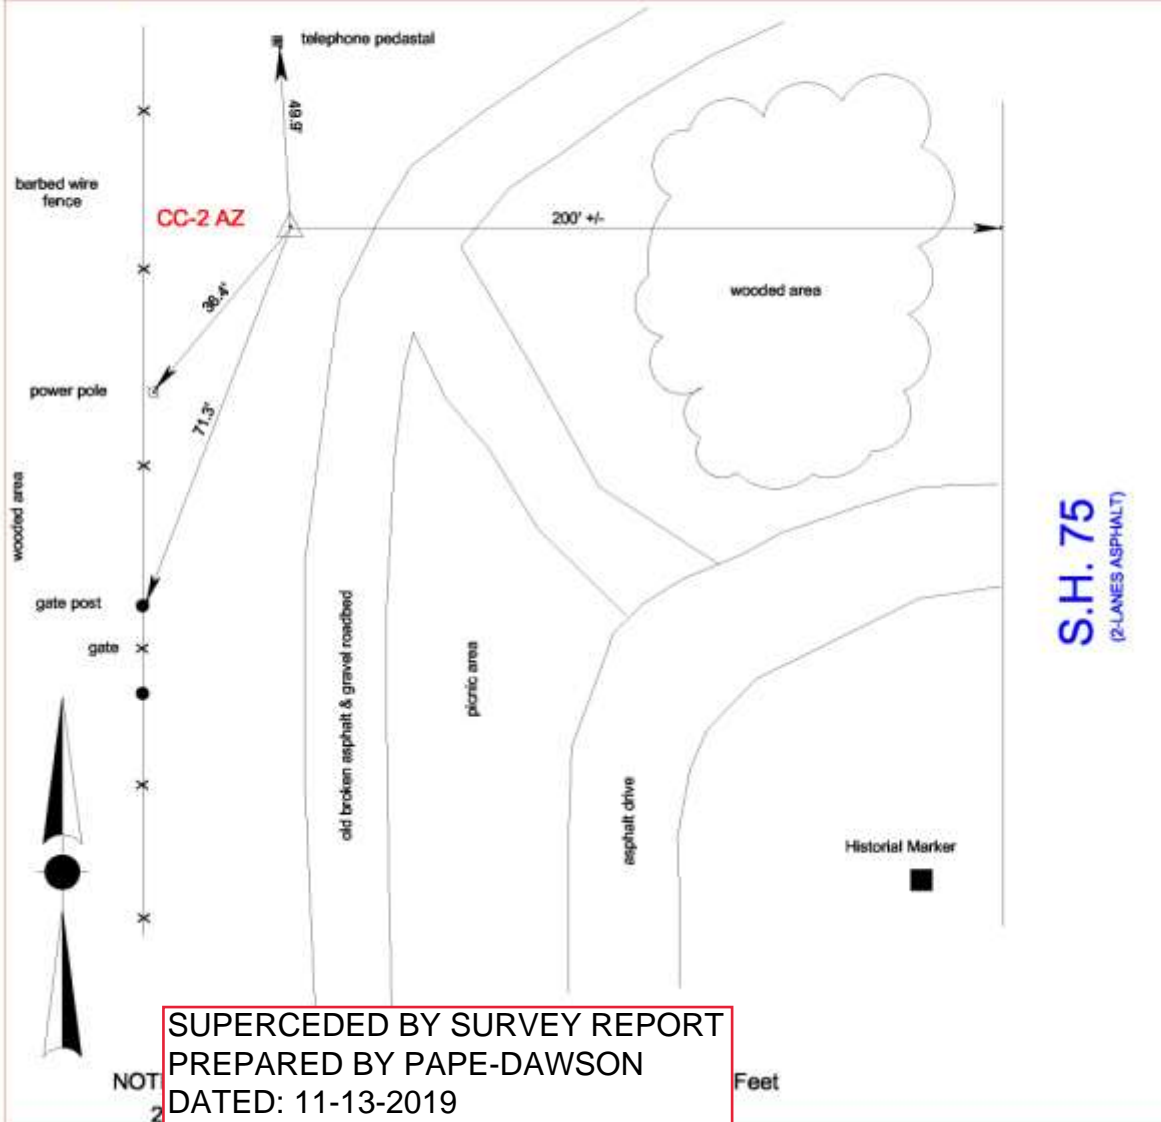 telephone pedastal
49.9'
barbed wire
fence
CC-2 AZ
200' +/-
wooded area
36.4'
power pole
71.3'
wooded area
S.H. 75
(2-LANES ASPHALT)
gate post
gate
old broken asphalt & gravel roadbed
picnic area
asphalt drive
Historial Marker
SUPERCEDED BY SURVEY REPORT
PREPARED BY PAPE-DAWSON
DATED: 11-13-2019
Feet